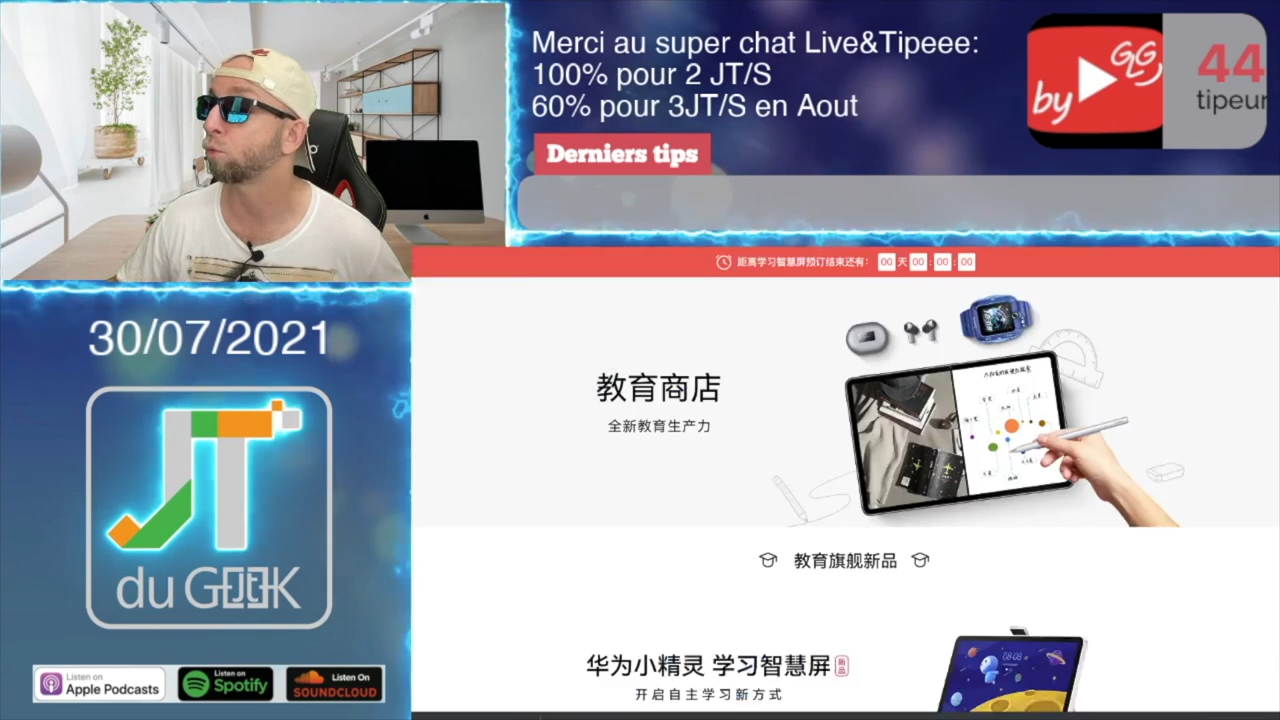 Merci au super chat Live&Tipeee:
100% pour 2 JT/S
60% pour 3JT/S en Aout
Derniers tips
by GLG
44
tipeur
距离学习智慧屏预订结束还有： 00 天 00 : 00 : 00
教育商店
全新教育生产力
30/07/2021
JT
du GEEK
教育旗舰新品
华为小精灵 学习智慧屏 新品
开启自主学习新方式
08:08
Listen on
Apple Podcasts
Listen on
Spotify
Listen On
SOUNDCLOUD